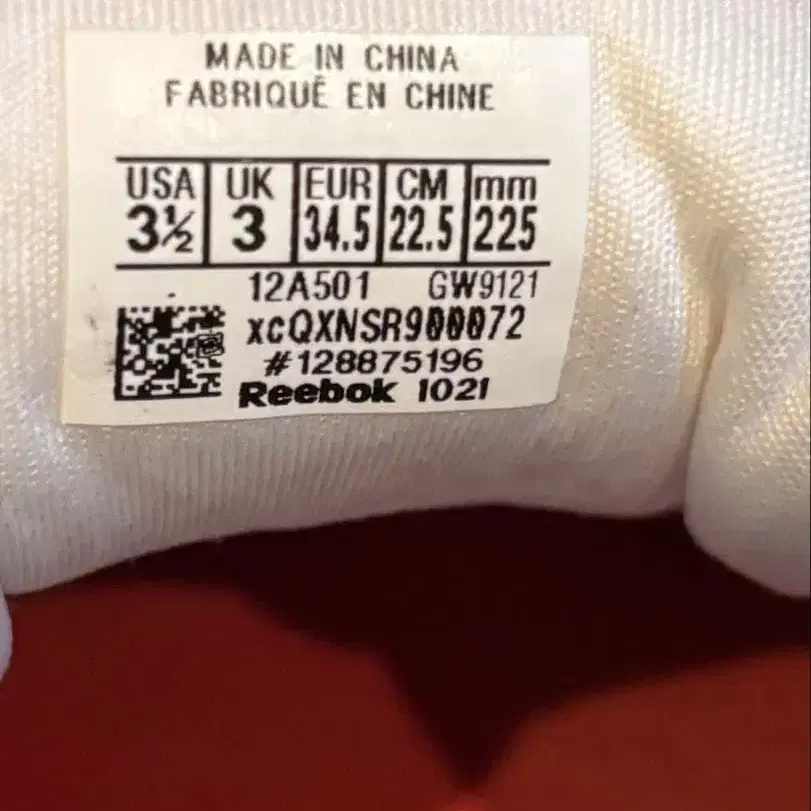 MADE IN CHINA
FABRIQUÉ EN CHINE
USA UK EUR CM mm
3½ 3 34.5 22.5 225
12A501 GW9121
xcQXNSR900072
#128875196
Reebok 1021